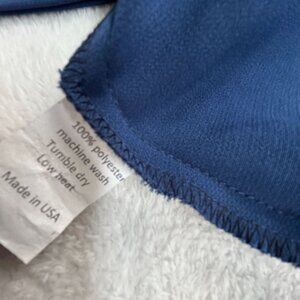 100% polyester
machine wash
Tumble dry
Low heat
Made in USA